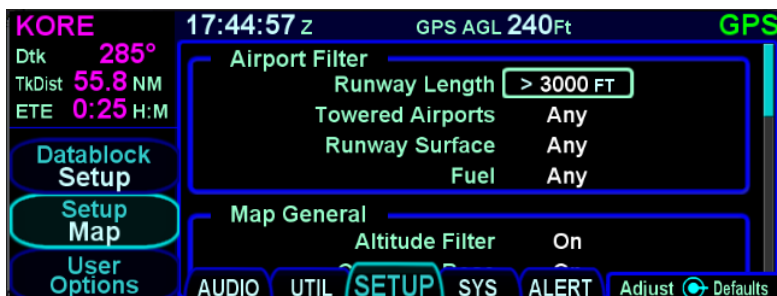 KORE
17:44:57 Z
GPS AGL 240Ft
GPS
Dtk 285°
TkDist 55.8 NM
ETE 0:25 H:M
Datablock
Setup
Setup
Map
User
Options
Airport Filter
Runway Length > 3000 FT
Towered Airports Any
Runway Surface Any
Fuel Any
Map General
Altitude Filter On
AUDIO UTIL SETUP SYS ALERT Adjust Defaults